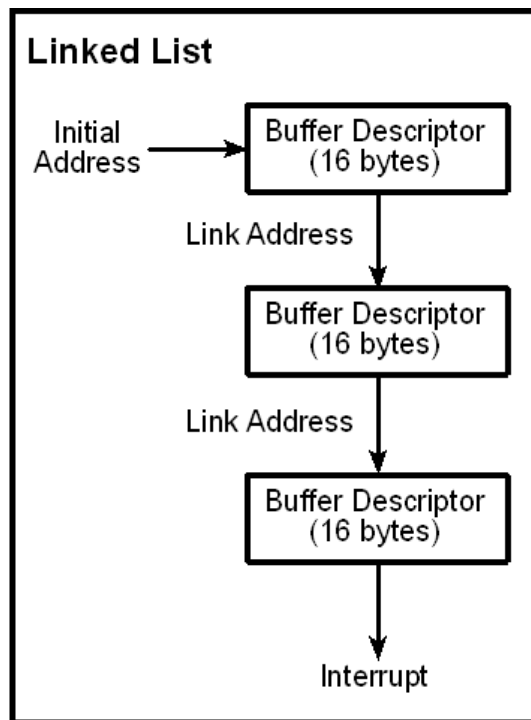 Linked List
Initial
Address
Buffer Descriptor
(16 bytes)
Link Address
Buffer Descriptor
(16 bytes)
Link Address
Buffer Descriptor
(16 bytes)
Interrupt